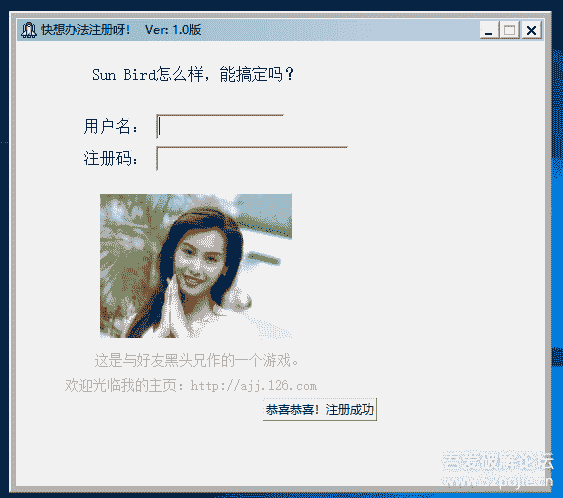 快想办法注册呀! Ver: 1.0版
Sun Bird怎么样，能搞定吗？
用户名：
注册码：
这是与好友黑头兄作的一个游戏。
欢迎光临我的主页：http://ajj.126.com
恭喜恭喜! 注册成功
吾爱破解论坛
www.52pojie.cn